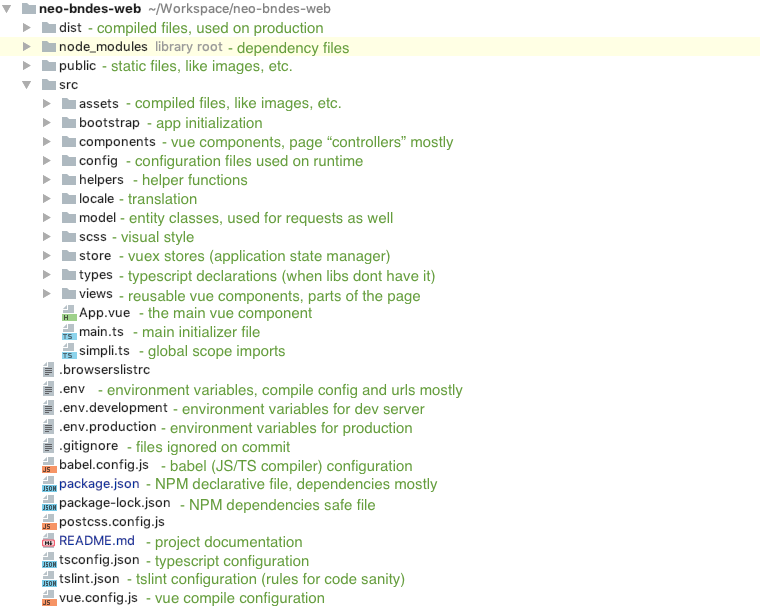 neo-bndes-web ~/Workspace/neo-bndes-web
dist - compiled files, used on production
node_modules library root - dependency files
public - static files, like images, etc.
src
assets - compiled files, like images, etc.
bootstrap - app initialization
components - vue components, page “controllers” mostly
config - configuration files used on runtime
helpers - helper functions
locale - translation
model - entity classes, used for requests as well
scss - visual style
store - vuex stores (application state manager)
types - typescript declarations (when libs dont have it)
views - reusable vue components, parts of the page
H App.vue - the main vue component
TS main.ts - main initializer file
TS simpli.ts - global scope imports
.browserslistrc
.env - environment variables, compile config and urls mostly
.env.development - environment variables for dev server
.env.production - environment variables for production
.gitignore - files ignored on commit
JS babel.config.js - babel (JS/TS compiler) configuration
JSON package.json - NPM declarative file, dependencies mostly
JSON package-lock.json - NPM dependencies safe file
JS postcss.config.js
M↓ README.md - project documentation
JSON tsconfig.json - typescript configuration
JSON tslint.json - tslint configuration (rules for code sanity)
JS vue.config.js - vue compile configuration